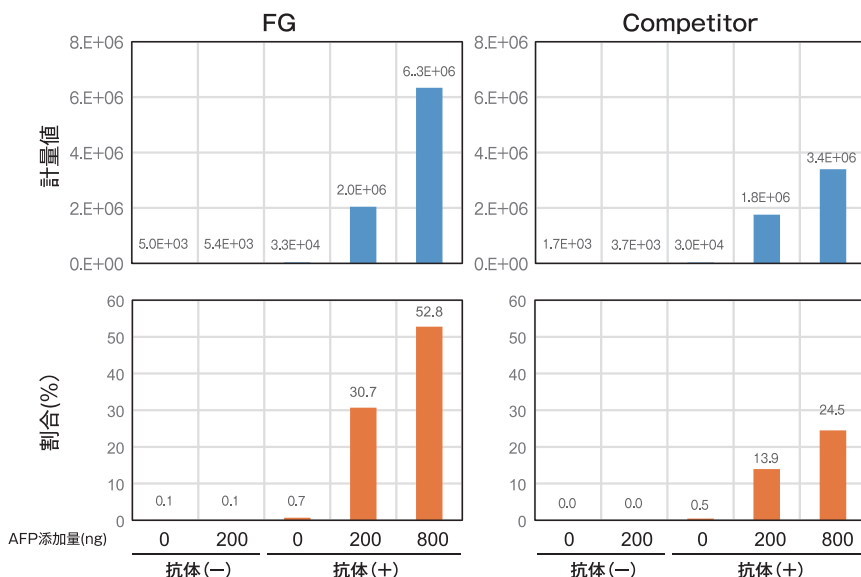 FG
Competitor
計量値
8.E+06
6.E+06
4.E+06
2.E+06
0.E+00
5.0E+03
5.4E+03
3.3E+04
2.0E+06
6..3E+06
8.E+06
6.E+06
4.E+06
2.E+06
0.E+00
1.7E+03
3.7E+03
3.0E+04
1.8E+06
3.4E+06
割合(%)
60
50
40
30
20
10
0
0.1
0.1
0.7
30.7
52.8
60
50
40
30
20
10
0
0.0
0.0
0.5
13.9
24.5
AFP添加量(ng) 0 200 0 200 800 0 200 0 200 800
抗体(ー) 抗体(+) 抗体(ー) 抗体(+)